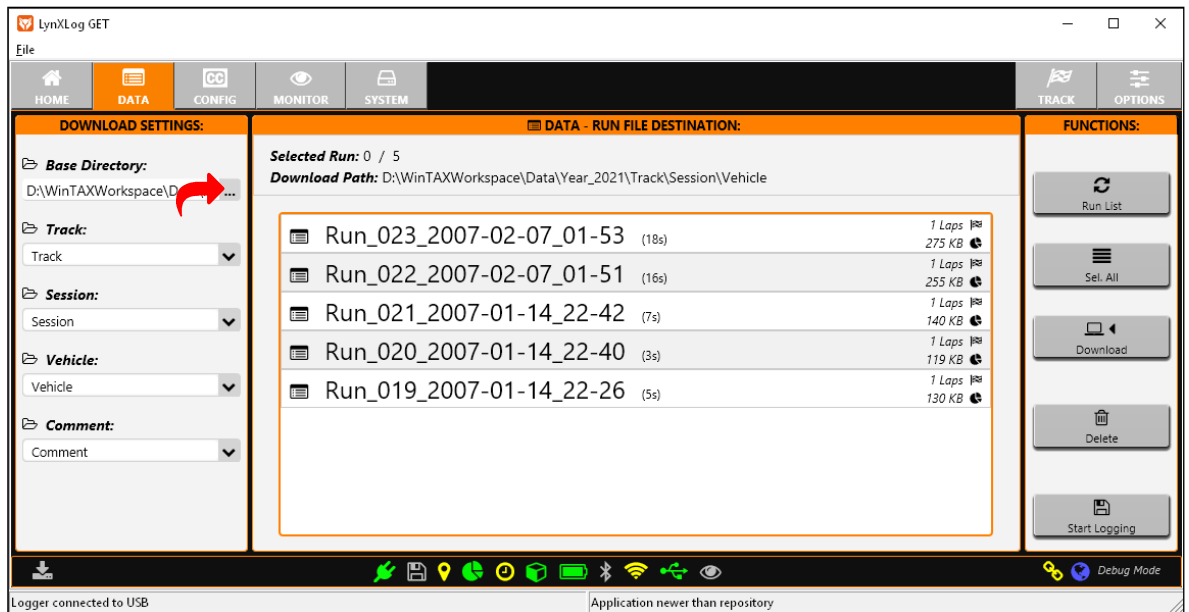 LynXLog GET
File
HOME DATA CC CONFIG MONITOR SYSTEM TRACK OPTIONS
DOWNLOAD SETTINGS:
Base Directory:
D:\WinTAXWorkspace\D ...
Track:
Track
Session:
Session
Vehicle:
Vehicle
Comment:
Comment
DATA - RUN FILE DESTINATION:
Selected Run: 0 / 5
Download Path: D:\WinTAXWorkspace\Data\Year_2021\Track\Session\Vehicle
Run_023_2007-02-07_01-53 (18s) 1 Laps
275 KB
Run_022_2007-02-07_01-51 (16s) 1 Laps
255 KB
Run_021_2007-01-14_22-42 (7s) 1 Laps
140 KB
Run_020_2007-01-14_22-40 (3s) 1 Laps
119 KB
Run_019_2007-01-14_22-26 (5s) 1 Laps
130 KB
FUNCTIONS:
Run List
Sel. All
Download
Delete
Start Logging
Debug Mode
Logger connected to USB
Application newer than repository